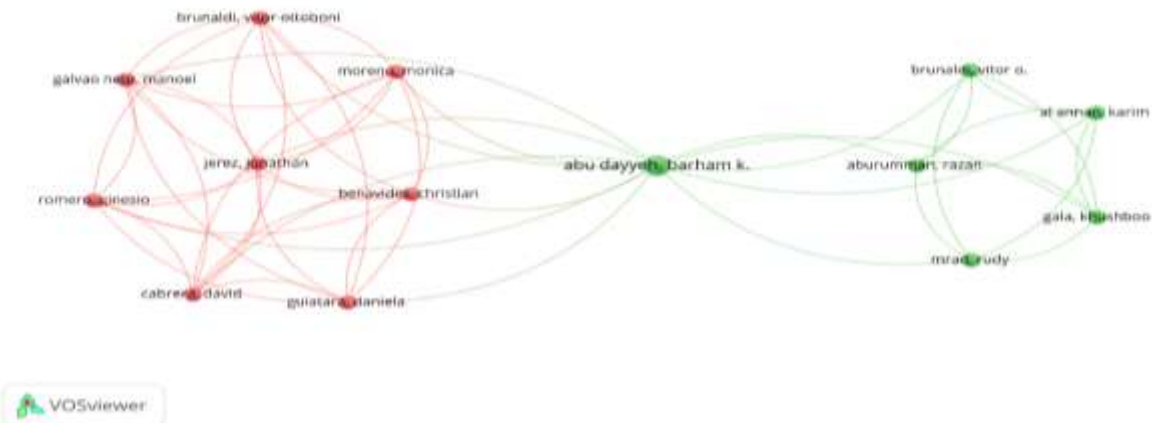 brunaldi, vitor ottoboni
galvao neto, manoel
moreno, monica
jerez, jonathan
benavides, christian
romero, sinesio
cabrera, david
guiatara, daniela
abu dayyeh, barham k.
brunaldi, vitor o.
al annan, karim
aburumman, razan
gala, khushboo
mrad, rudy
VOSviewer